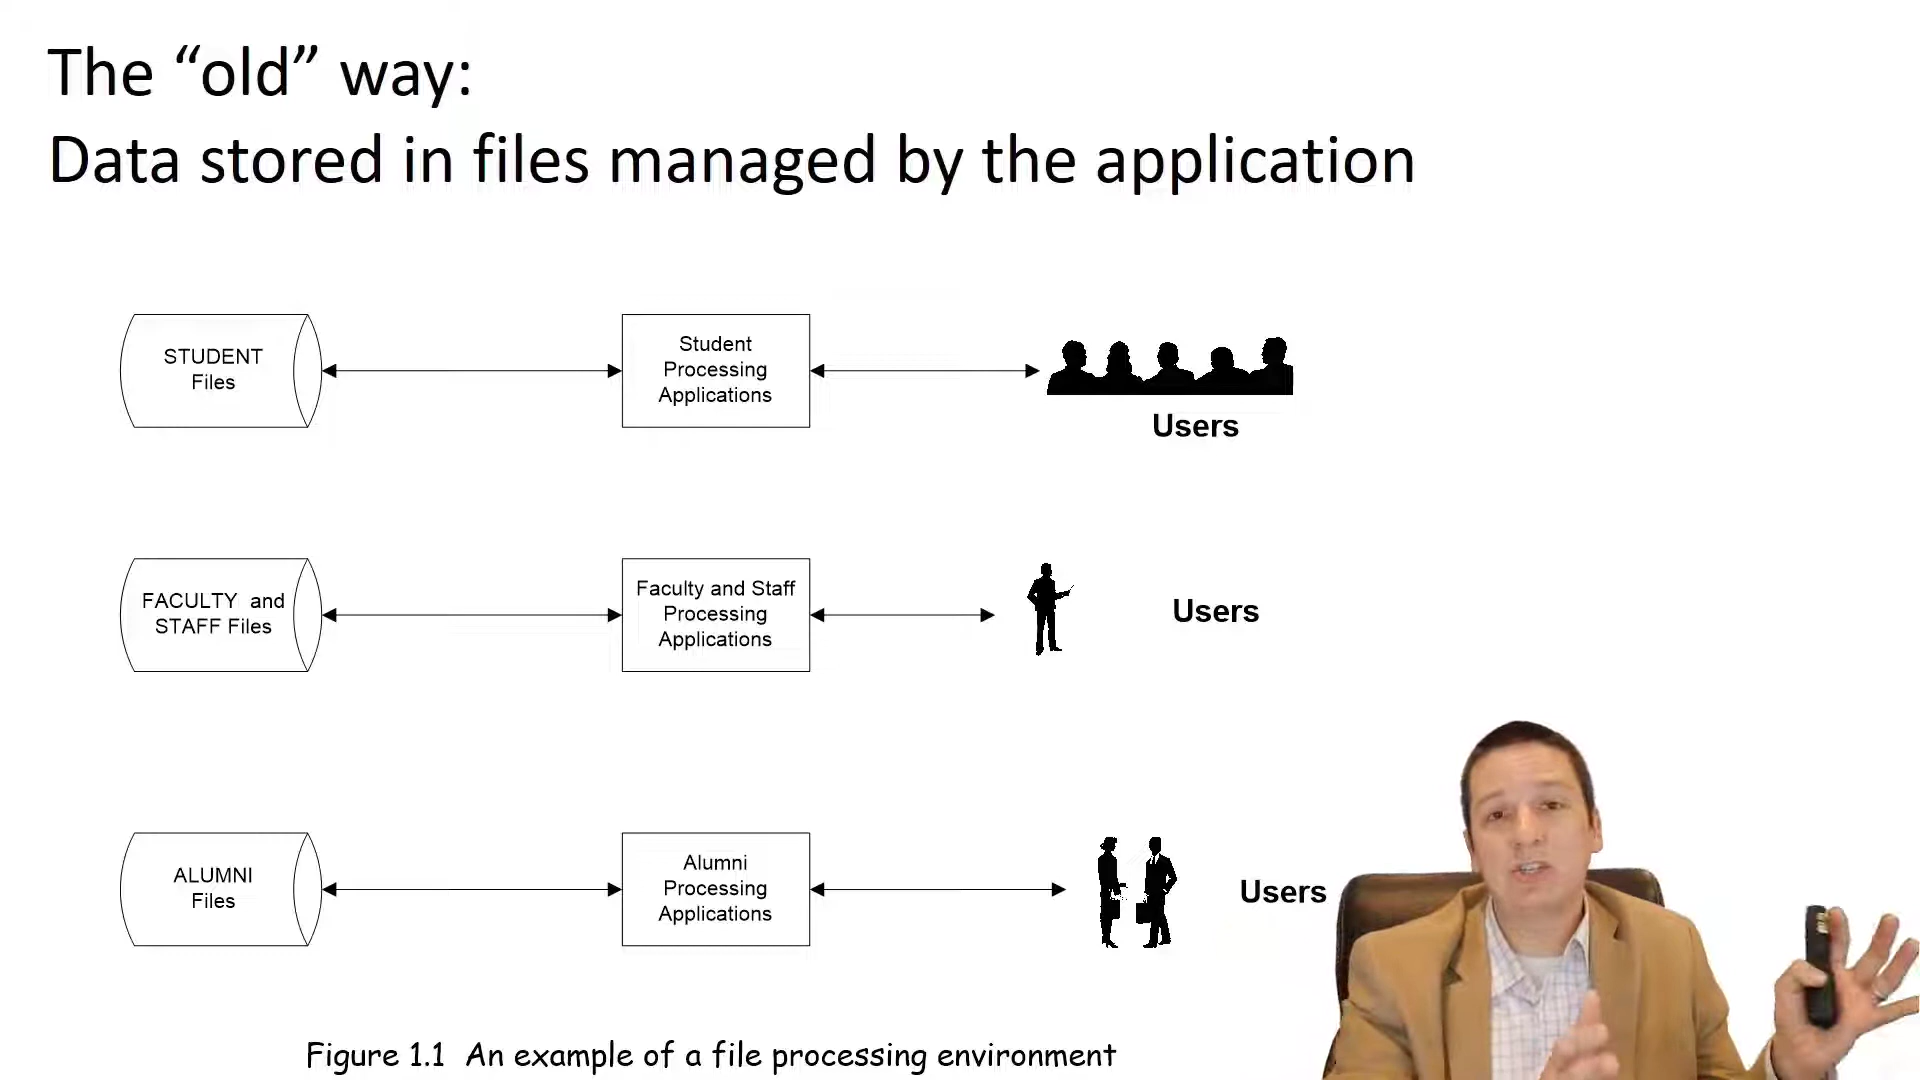 The “old” way:
Data stored in files managed by the application
STUDENT
Files
Student
Processing
Applications
Users
FACULTY and
STAFF Files
Faculty and Staff
Processing
Applications
Users
ALUMNI
Files
Alumni
Processing
Applications
Users
Figure 1.1 An example of a file processing environment